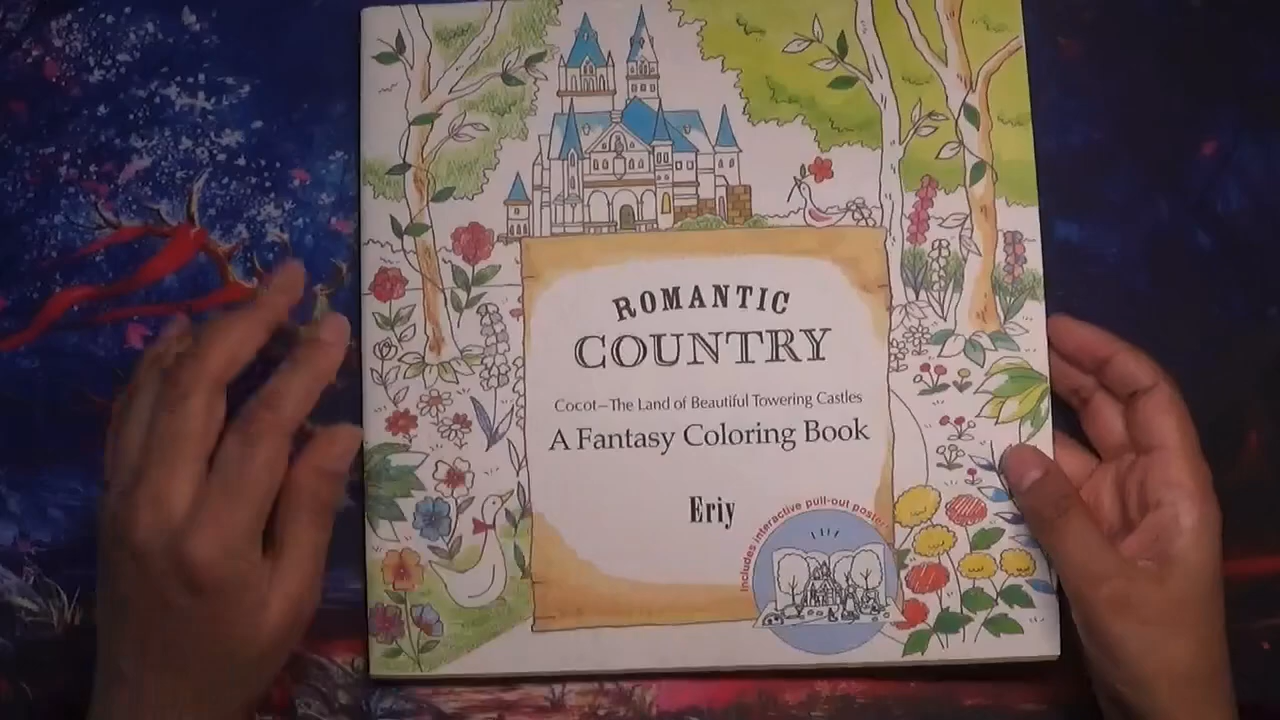 ROMANTIC
COUNTRY
Cocot—The Land of Beautiful Towering Castles
A Fantasy Coloring Book
Eriy
Includes interactive pull-out poster